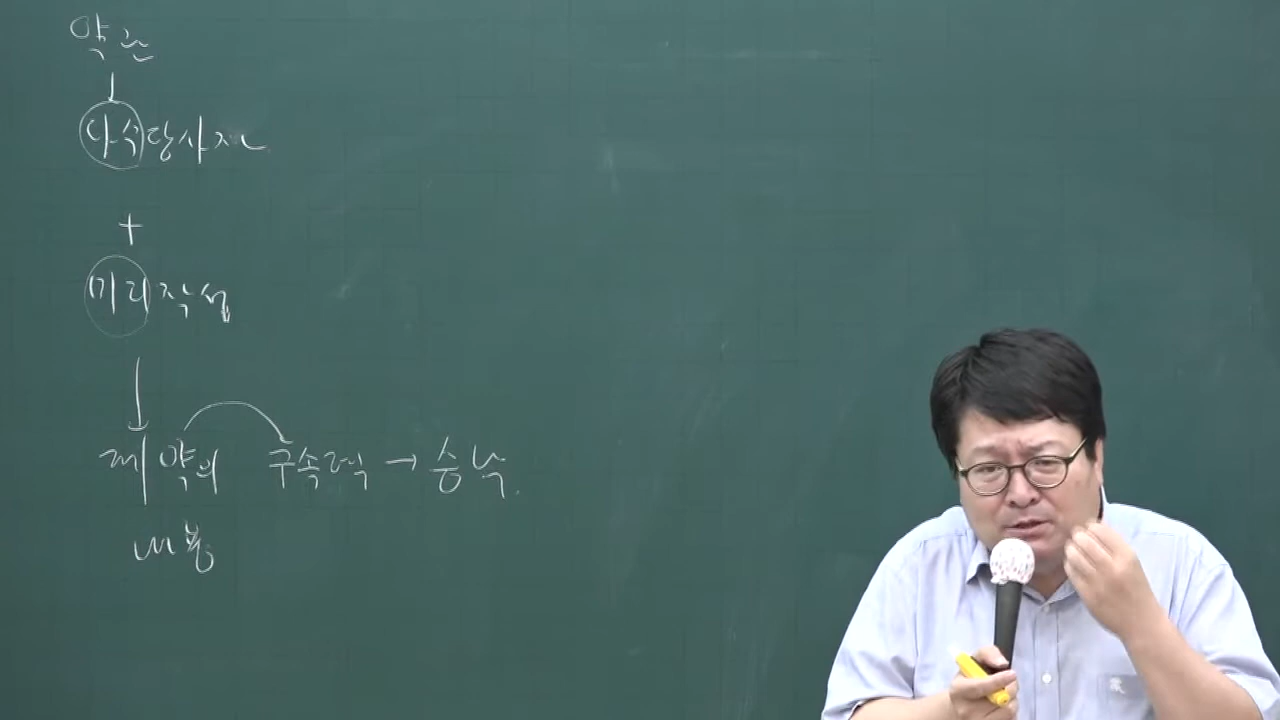 약관
↓
다수당사자
+
미리작성
↓
계약의 구속력 → 승낙.
내용